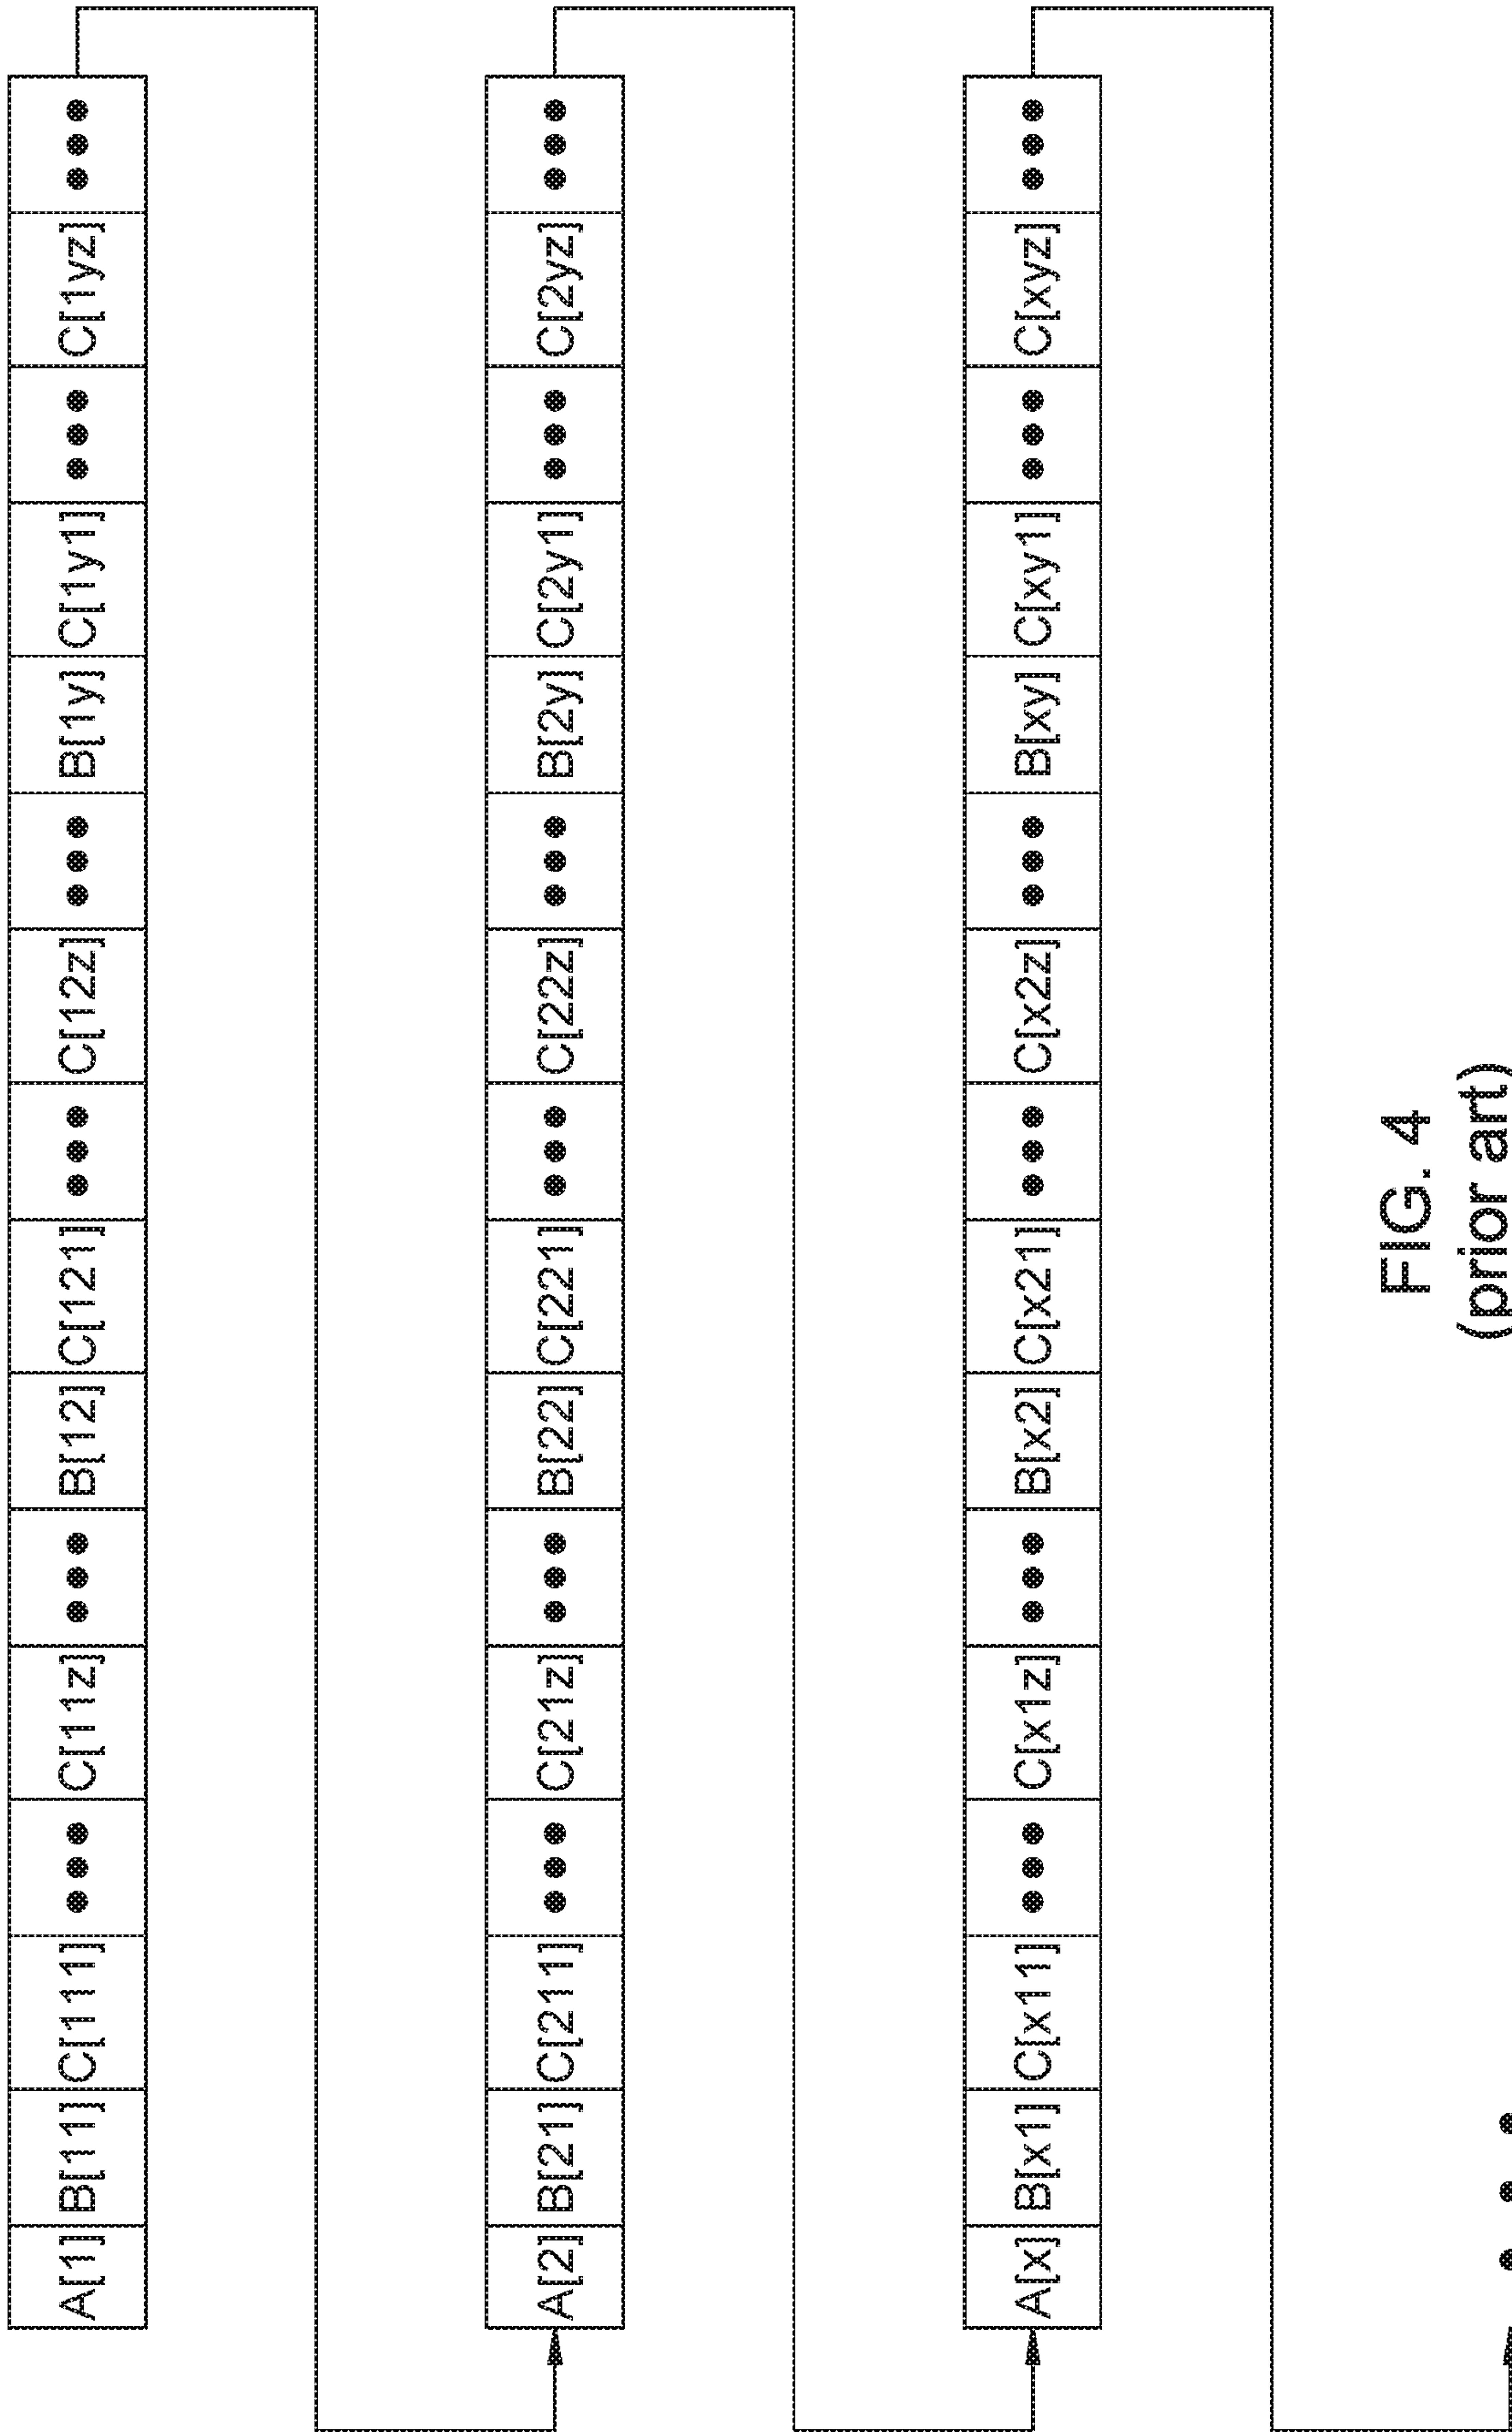 A[1] B[11] C[111] ••• C[11z] ••• B[12] C[121] ••• C[12z] ••• B[1y] C[1y1] ••• C[1yz] •••
A[2] B[21] C[211] ••• C[21z] ••• B[22] C[221] ••• C[22z] ••• B[2y] C[2y1] ••• C[2yz] •••
A[x] B[x1] C[x11] ••• C[x1z] ••• B[x2] C[x21] ••• C[x2z] ••• B[xy] C[xy1] ••• C[xyz] •••
FIG. 4
(prior art)